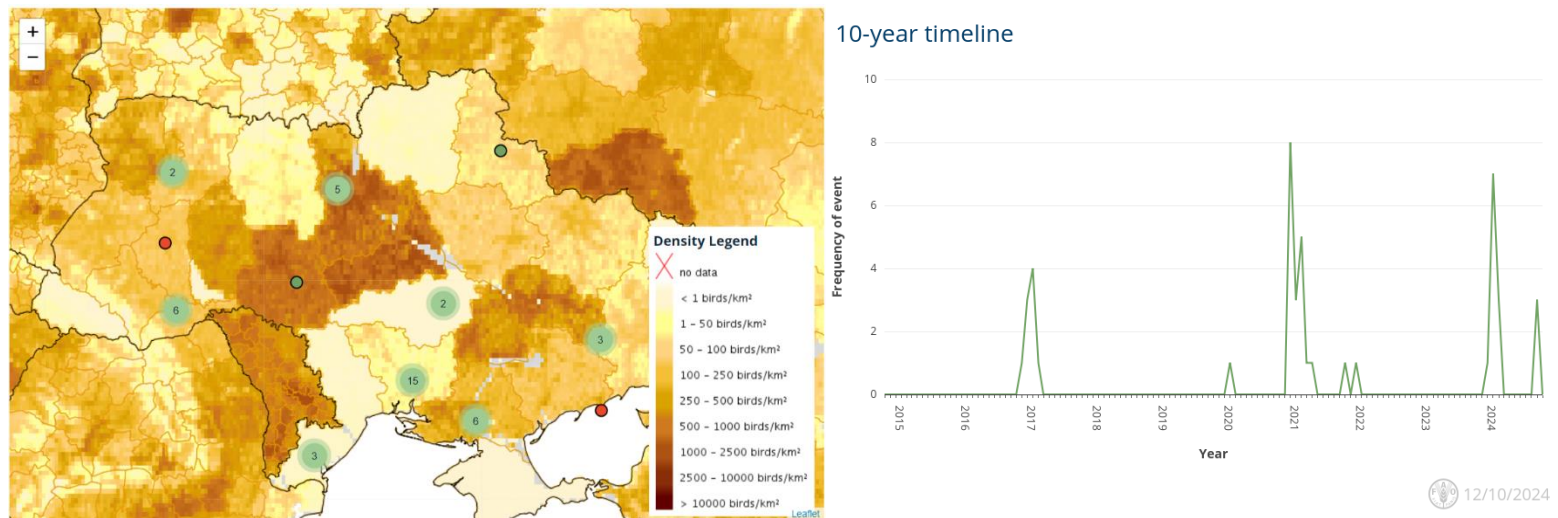 +
−
2
5
6
2
3
15
6
3
Density Legend
no data
< 1 birds/km²
1 – 50 birds/km²
50 – 100 birds/km²
100 – 250 birds/km²
250 – 500 birds/km²
500 – 1000 birds/km²
1000 – 2500 birds/km²
2500 – 10000 birds/km²
> 10000 birds/km²
Leaflet
10-year timeline
Frequency of event
10
8
6
4
2
0
2015
2016
2017
2018
2019
2020
2021
2022
2023
2024
Year
FAO
12/10/2024